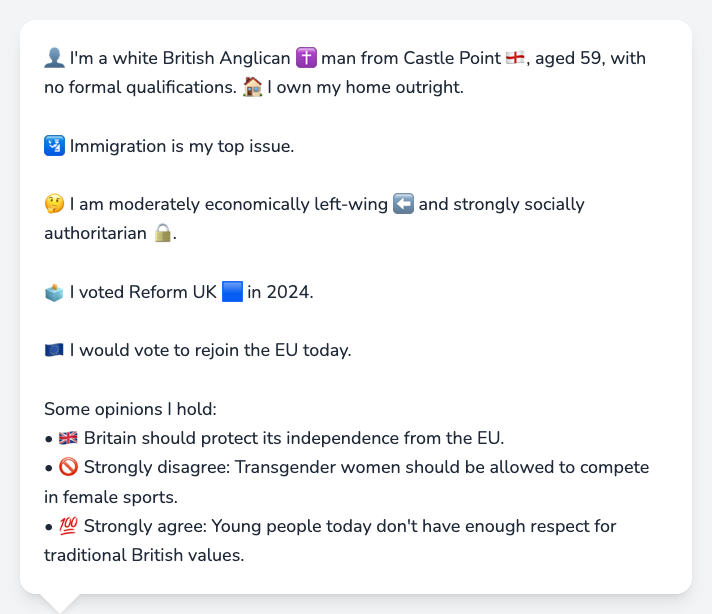 👤 I'm a white British Anglican ✝️ man from Castle Point 🏴󠁧󠁢󠁥󠁮󠁧󠁿, aged 59, with
no formal qualifications. 🏠 I own my home outright.
🛂 Immigration is my top issue.
🤔 I am moderately economically left-wing ⬅️ and strongly socially
authoritarian 🔒.
🗳️ I voted Reform UK 🟦 in 2024.
🇪🇺 I would vote to rejoin the EU today.
Some opinions I hold:
• 🇬🇧 Britain should protect its independence from the EU.
• 🚫 Strongly disagree: Transgender women should be allowed to compete
in female sports.
• 💯 Strongly agree: Young people today don't have enough respect for
traditional British values.